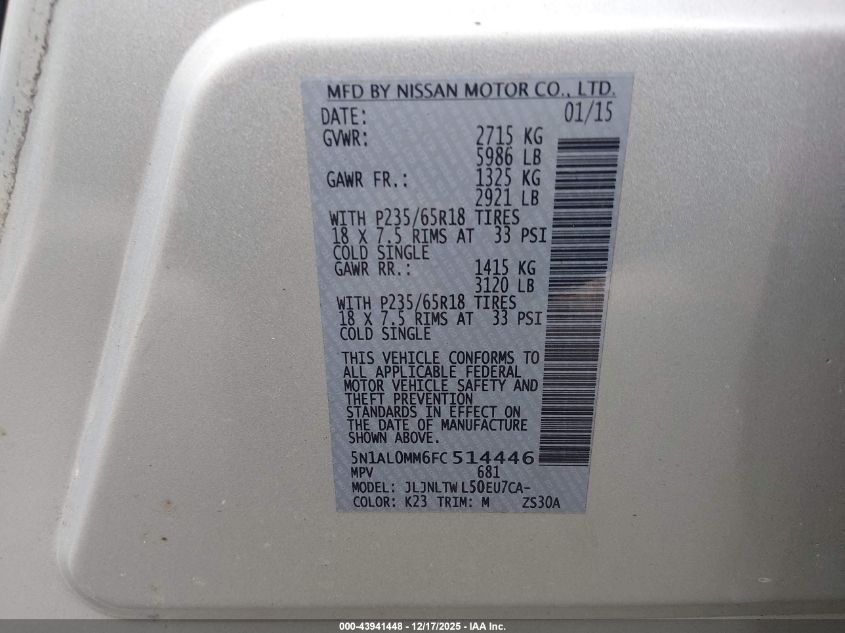 MFD BY NISSAN MOTOR CO., LTD.
DATE: 01/15
GVWR: 2715 KG
5986 LB
GAWR FR.: 1325 KG
2921 LB
WITH P235/65R18 TIRES
18 X 7.5 RIMS AT 33 PSI
COLD SINGLE
GAWR RR.: 1415 KG
3120 LB
WITH P235/65R18 TIRES
18 X 7.5 RIMS AT 33 PSI
COLD SINGLE
THIS VEHICLE CONFORMS TO
ALL APPLICABLE FEDERAL
MOTOR VEHICLE SAFETY AND
THEFT PREVENTION
STANDARDS IN EFFECT ON
THE DATE OF MANUFACTURE
SHOWN ABOVE.
5N1AL0MM6FC514446
MPV 681
MODEL: JLJNLTWL50EU7CA-
COLOR: K23 TRIM: M ZS30A
000-43941448 - 12/17/2025 - IAA Inc.